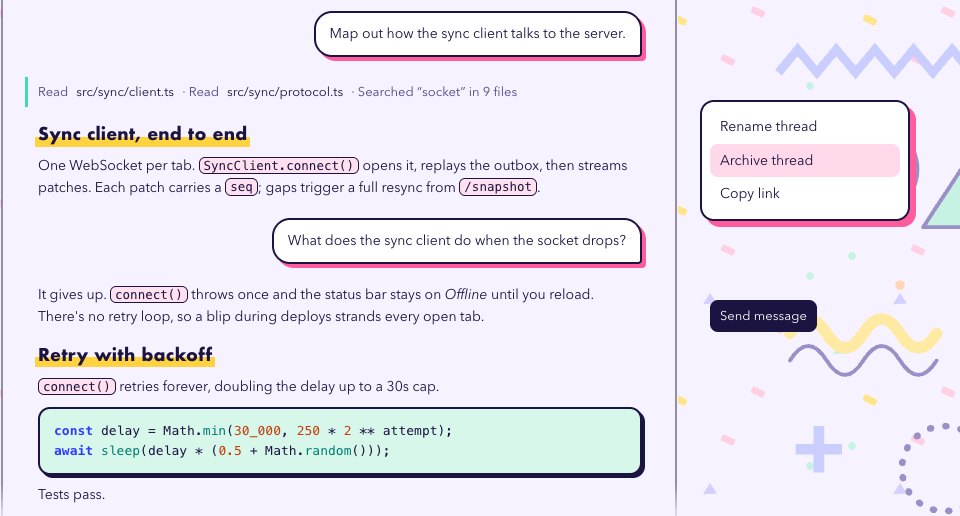 Map out how the sync client talks to the server.
Read src/sync/client.ts · Read src/sync/protocol.ts · Searched “socket” in 9 files
Sync client, end to end
One WebSocket per tab. SyncClient.connect() opens it, replays the outbox, then streams
patches. Each patch carries a seq; gaps trigger a full resync from /snapshot.
What does the sync client do when the socket drops?
It gives up. connect() throws once and the status bar stays on Offline until you reload.
There's no retry loop, so a blip during deploys strands every open tab.
Retry with backoff
connect() retries forever, doubling the delay up to a 30s cap.
const delay = Math.min(30_000, 250 * 2 ** attempt);
await sleep(delay * (0.5 + Math.random()));
Tests pass.
Rename thread
Archive thread
Copy link
Send message